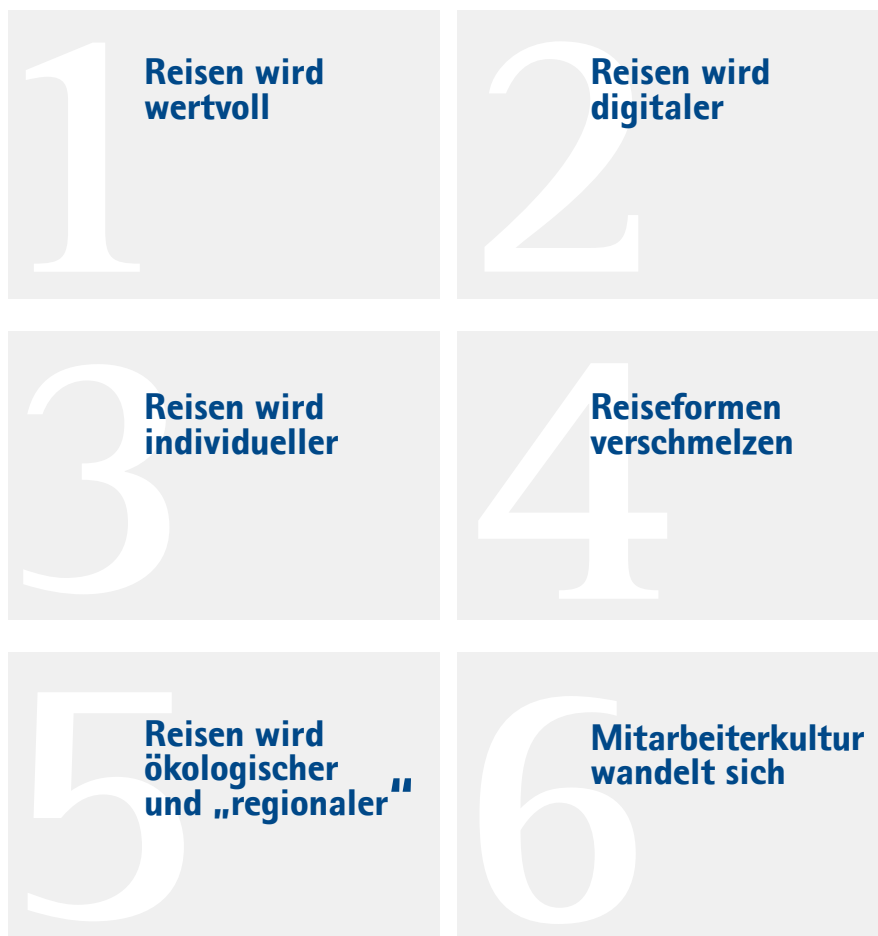 1
Reisen wird
wertvoll
2
Reisen wird
digitaler
3
Reisen wird
individueller
4
Reiseformen
verschmelzen
5
Reisen wird
ökologischer
und „regionaler“
6
Mitarbeiterkultur
wandelt sich